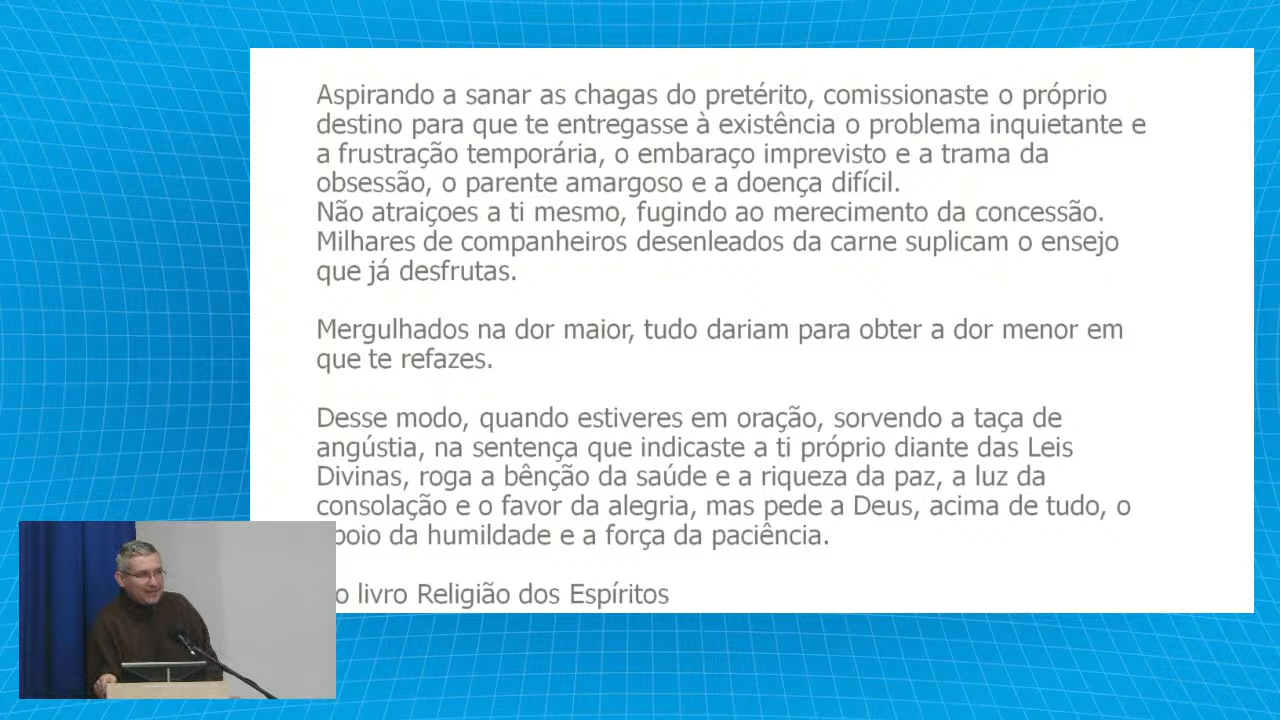 Aspirando a sanar as chagas do pretérito, comissionaste o próprio
destino para que te entregasse à existência o problema inquietante e
a frustração temporária, o embaraço imprevisto e a trama da
obsessão, o parente amargoso e a doença difícil.
Não atraiçoes a ti mesmo, fugindo ao merecimento da concessão.
Milhares de companheiros desenleados da carne suplicam o ensejo
que já desfrutas.
Mergulhados na dor maior, tudo dariam para obter a dor menor em
que te refazes.
Desse modo, quando estiveres em oração, sorvendo a taça de
angústia, na sentença que indicaste a ti próprio diante das Leis
Divinas, roga a bênção da saúde e a riqueza da paz, a luz da
consolação e o favor da alegria, mas pede a Deus, acima de tudo, o
da humildade e a força da paciência.
livro Religião dos Espíritos